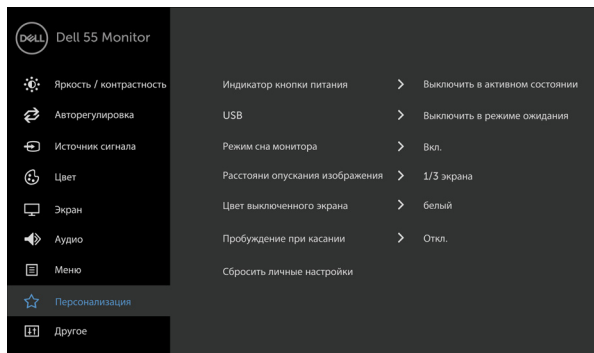 DELL Dell 55 Monitor
Яркость / контрастность
Индикатор кнопки питания
Выключить в активном состоянии
Авторегулировка
USB
Выключить в режиме ожидания
Источник сигнала
Режим сна монитора
Вкл.
Цвет
Расстояни опускания изображения
1/3 экрана
Экран
Цвет выключенного экрана
белый
Аудио
Пробуждение при касании
Откл.
Меню
Сбросить личные настройки
Персонализация
Другое